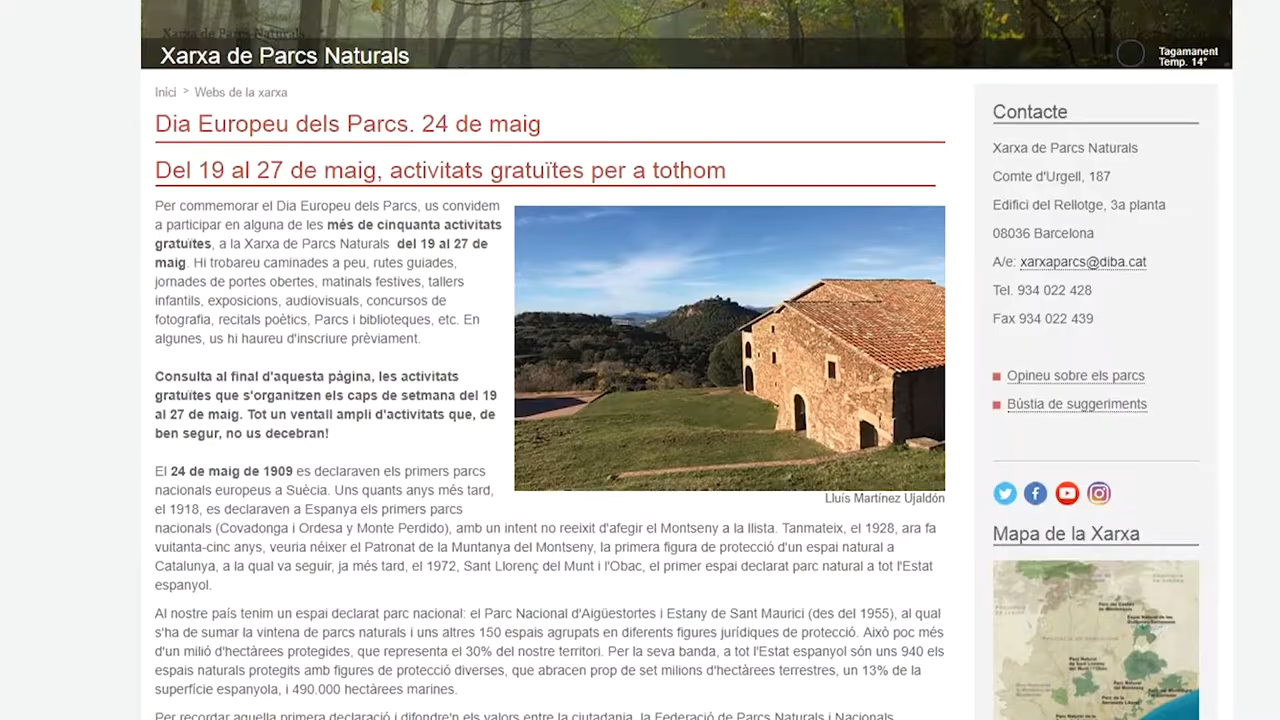 Xarxa de Parcs Naturals
Xarxa de Parcs Naturals
Tagamanent
Temp. 14°
Inici > Webs de la xarxa
Dia Europeu dels Parcs. 24 de maig
Del 19 al 27 de maig, activitats gratuïtes per a tothom
Per commemorar el Dia Europeu dels Parcs, us convidem
a participar en alguna de les més de cinquanta activitats
gratuïtes, a la Xarxa de Parcs Naturals del 19 al 27 de
maig. Hi trobareu caminades a peu, rutes guiades,
jornades de portes obertes, matinals festives, tallers
infantils, exposicions, audiovisuals, concursos de
fotografia, recitals poètics, Parcs i biblioteques, etc. En
algunes, us hi haureu d'inscriure prèviament.
Consulta al final d'aquesta pàgina, les activitats
gratuïtes que s'organitzen els caps de setmana del 19
al 27 de maig. Tot un ventall ampli d'activitats que, de
ben segur, no us decebran!
El 24 de maig de 1909 es declaraven els primers parcs
nacionals europeus a Suècia. Uns quants anys més tard,
el 1918, es declaraven a Espanya els primers parcs
nacionals (Covadonga i Ordesa y Monte Perdido), amb un intent no reeixit d'afegir el Montseny a la llista. Tanmateix, el 1928, ara fa
vuitanta-cinc anys, veuria néixer el Patronat de la Muntanya del Montseny, la primera figura de protecció d'un espai natural a
Catalunya, a la qual va seguir, ja més tard, el 1972, Sant Llorenç del Munt i l'Obac, el primer espai declarat parc natural a tot l'Estat
espanyol.
Lluís Martínez Ujaldón
Al nostre país tenim un espai declarat parc nacional: el Parc Nacional d'Aigüestortes i Estany de Sant Maurici (des del 1955), al qual
s'ha de sumar la vintena de parcs naturals i uns altres 150 espais agrupats en diferents figures jurídiques de protecció. Això poc més
d'un milió d'hectàrees protegides, que representa el 30% del nostre territori. Per la seva banda, a tot l'Estat espanyol són uns 940 els
espais naturals protegits amb figures de protecció diverses, que abracen prop de set milions d'hectàrees terrestres, un 13% de la
superfície espanyola, i 490.000 hectàrees marines.
Per recordar aquella primera declaració i difondre'n els valors entre la ciutadania, la Federació de Parcs Naturals i Nacionals
Contacte
Xarxa de Parcs Naturals
Comte d'Urgell, 187
Edifici del Rellotge, 3a planta
08036 Barcelona
A/e: xarxaparcs@diba.cat
Tel. 934 022 428
Fax 934 022 439
Opineu sobre els parcs
Bústia de suggeriments
Mapa de la Xarxa